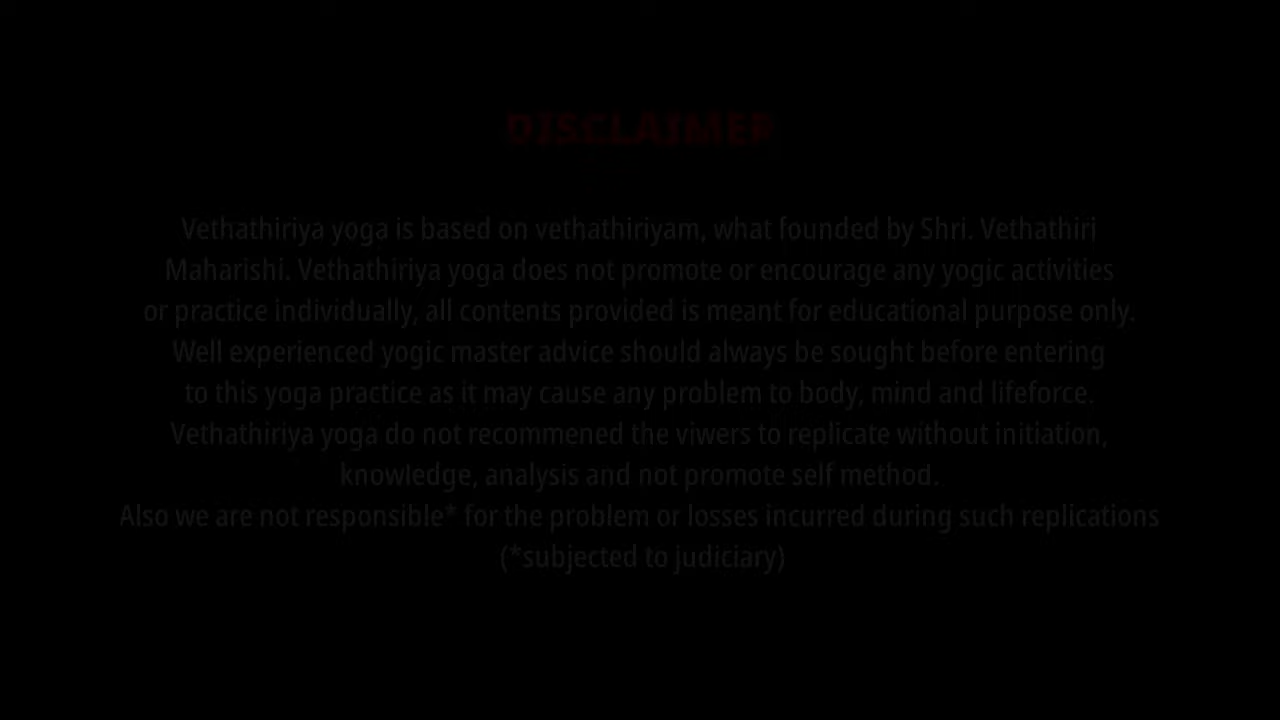 DISCLAIMER
Vethathiriya yoga is based on vethathiriyam, what founded by Shri. Vethathiri
Maharishi. Vethathiriya yoga does not promote or encourage any yogic activities
or practice individually, all contents provided is meant for educational purpose only.
Well experienced yogic master advice should always be sought before entering
to this yoga practice as it may cause any problem to body, mind and lifeforce.
Vethathiriya yoga do not recommened the viwers to replicate without initiation,
knowledge, analysis and not promote self method.
Also we are not responsible* for the problem or losses incurred during such replications
(*subjected to judiciary)